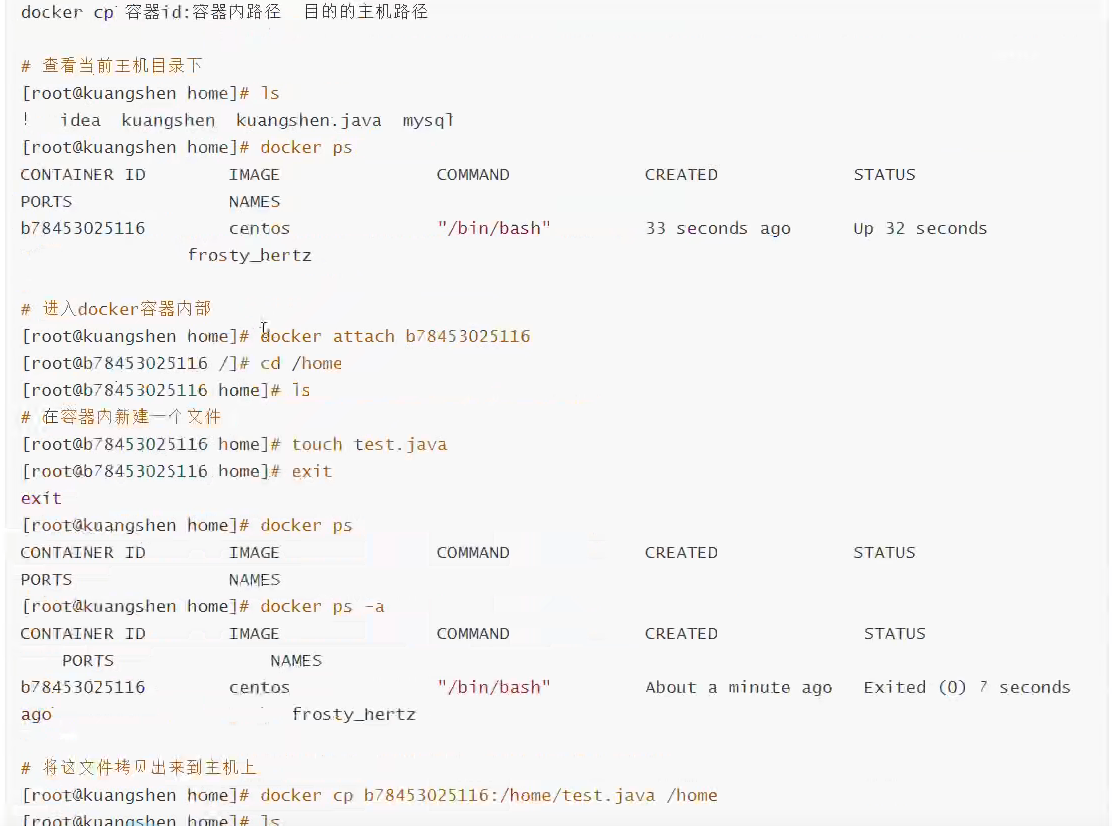 docker cp 容器id:容器内路径  目的的主机路径
# 查看当前主机目录下
[root@kuangshen home]# ls
!   idea  kuangshen  kuangshen.java  mysql
[root@kuangshen home]# docker ps
CONTAINER ID        IMAGE               COMMAND             CREATED             STATUS
PORTS               NAMES
b78453025116        centos              "/bin/bash"         33 seconds ago      Up 32 seconds
frosty_hertz
# 进入docker容器内部
[root@kuangshen home]# docker attach b78453025116
[root@b78453025116 /]# cd /home
[root@b78453025116 home]# ls
# 在容器内新建一个文件
[root@b78453025116 home]# touch test.java
[root@b78453025116 home]# exit
exit
[root@kuangshen home]# docker ps
CONTAINER ID        IMAGE               COMMAND             CREATED             STATUS
PORTS               NAMES
[root@kuangshen home]# docker ps -a
CONTAINER ID        IMAGE               COMMAND             CREATED              STATUS
PORTS               NAMES
b78453025116        centos              "/bin/bash"         About a minute ago   Exited (0) 7 seconds
ago                       frosty_hertz
# 将这文件拷贝出来到主机上
[root@kuangshen home]# docker cp b78453025116:/home/test.java /home
[root@kuangshen home]# ls